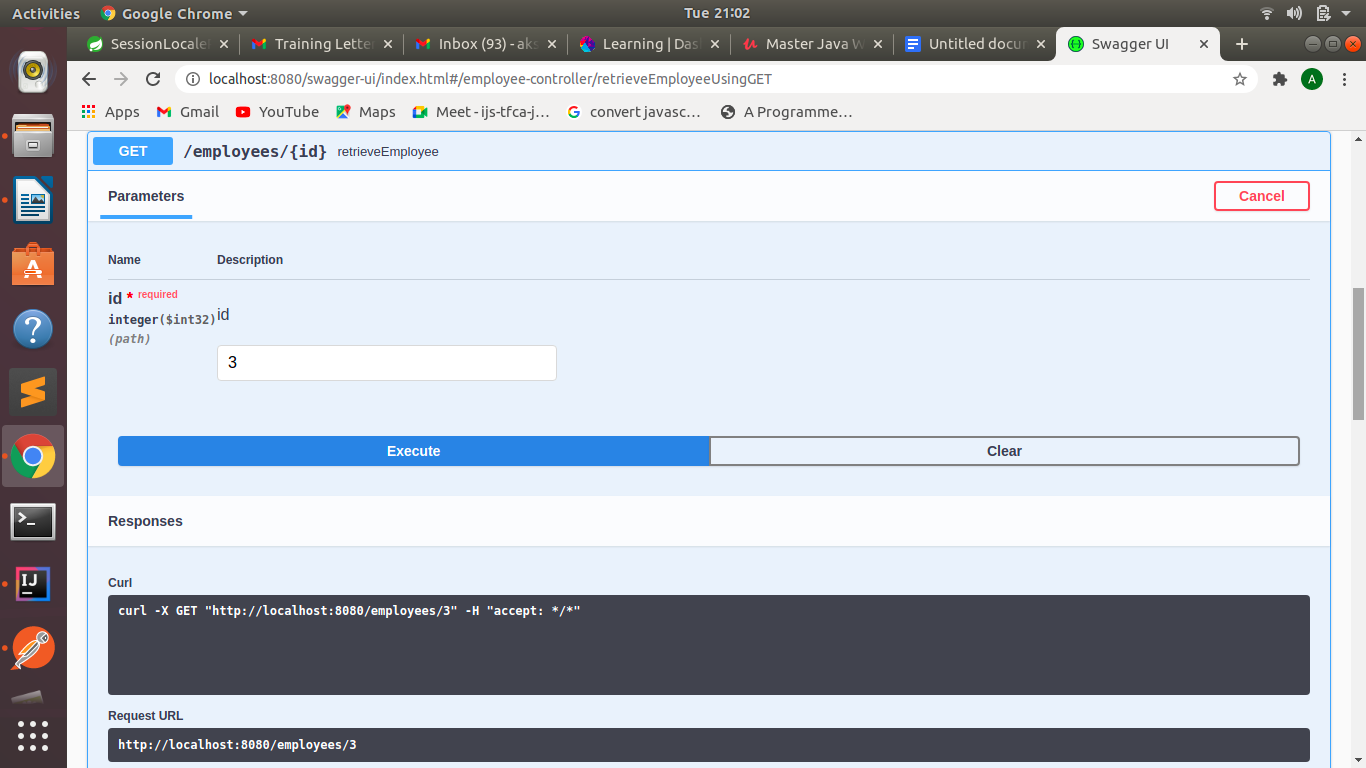 Activities Google Chrome Tue 21:02
SessionLocale Training Letter Inbox (93) - aks Learning | Das Master Java W Untitled docur Swagger UI
localhost:8080/swagger-ui/index.html#/employee-controller/retrieveEmployeeUsingGET A
Apps Gmail YouTube Maps Meet - ijs-tfca-j… convert javasc… A Programme…
GET /employees/{id} retrieveEmployee
Parameters Cancel
Name Description
id * required
integer($int32) id
(path)
3
Execute Clear
Responses
Curl
curl -X GET "http://localhost:8080/employees/3" -H "accept: */*"
Request URL
http://localhost:8080/employees/3